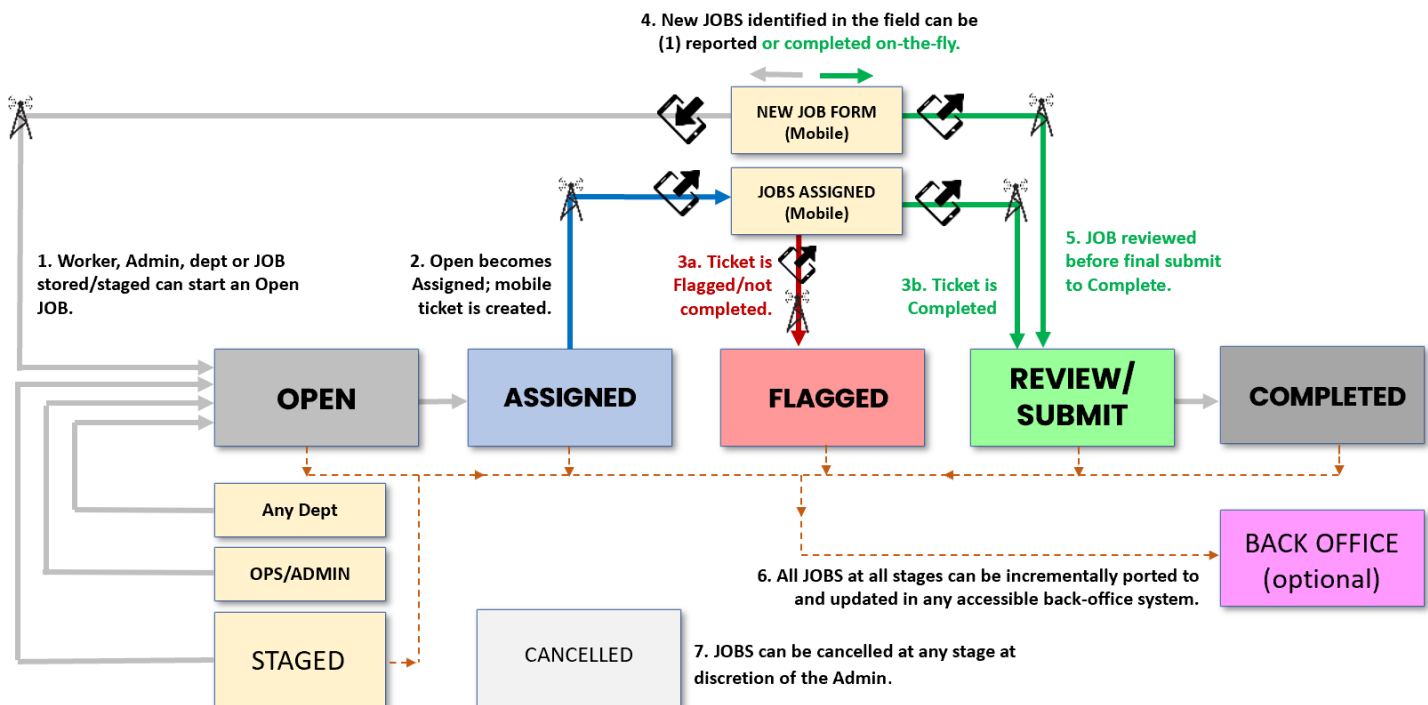 4. New JOBS identified in the field can be
(1) reported or completed on-the-fly.
NEW JOB FORM
(Mobile)
JOBS ASSIGNED
(Mobile)
1. Worker, Admin, dept or JOB
stored/staged can start an Open
JOB.
2. Open becomes
Assigned; mobile
ticket is created.
3a. Ticket is
Flagged/not
completed.
3b. Ticket is
Completed
5. JOB reviewed
before final submit
to Complete.
OPEN
ASSIGNED
FLAGGED
REVIEW/
SUBMIT
COMPLETED
Any Dept
OPS/ADMIN
STAGED
CANCELLED
BACK OFFICE
(optional)
6. All JOBS at all stages can be incrementally ported to
and updated in any accessible back-office system.
7. JOBS can be cancelled at any stage at
discretion of the Admin.